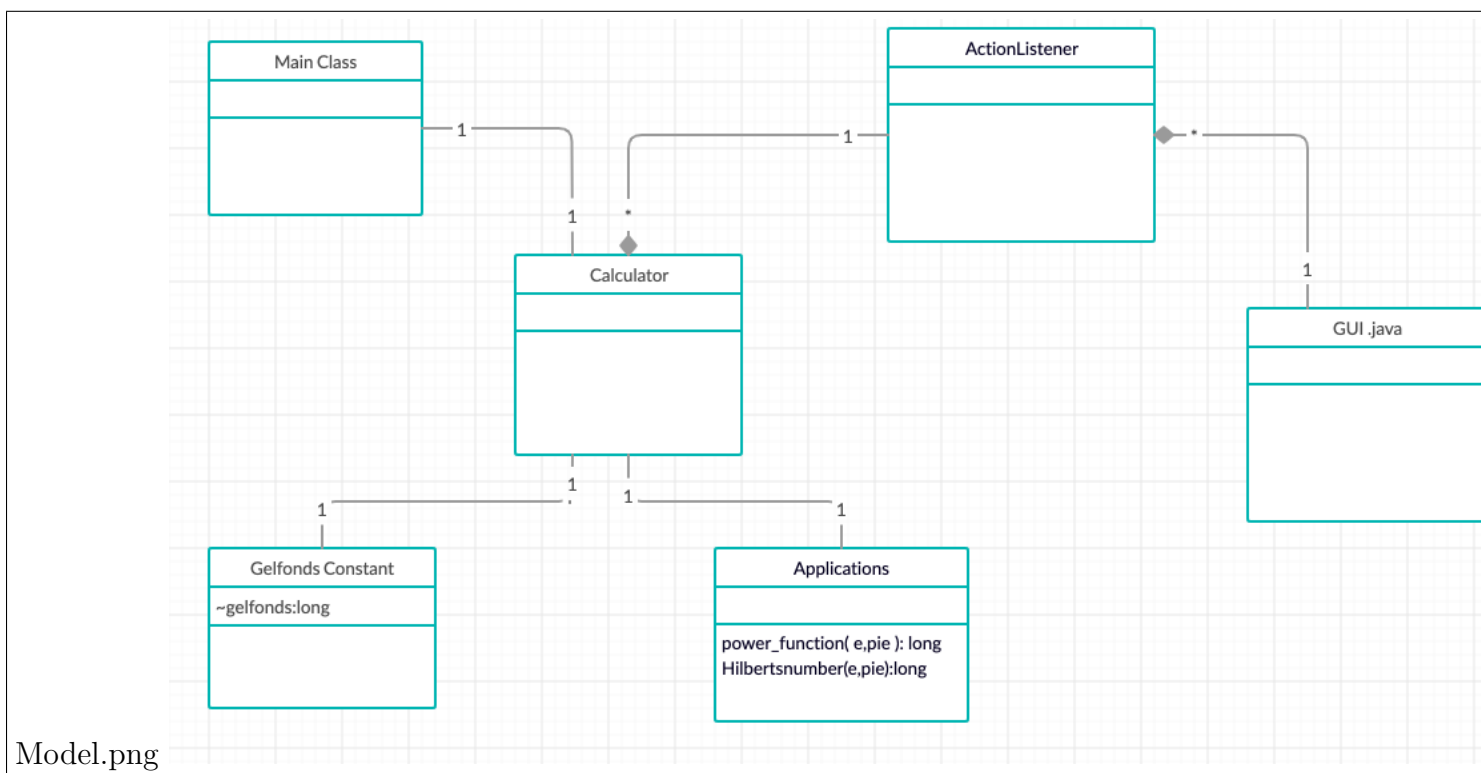 Main Class
ActionListener
1
1
*
*
1
1
Calculator
GUI .java
1
1
1
1
Gelfonds Constant
Applications
~gelfonds:long
power_function( e,pie ): long
Hilbertsnumber(e,pie):long
Model.png